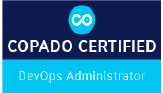 COPADO CERTIFIED
DevOps Administrator